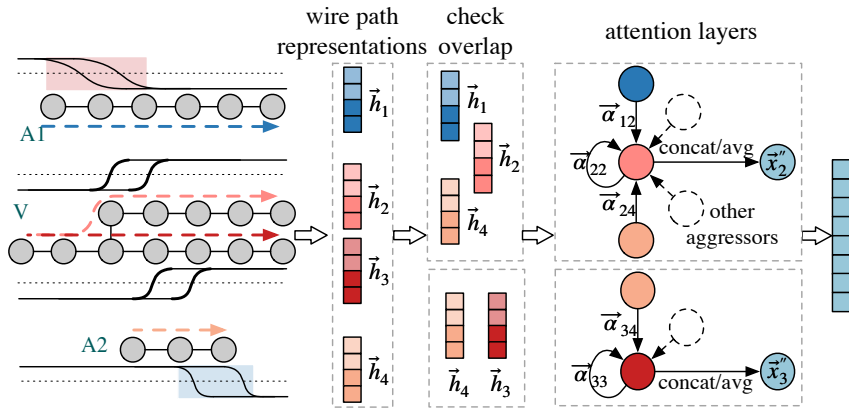 wire path
representations
check
overlap
attention layers
A1
V
A2
h⃗₁
h⃗₂
h⃗₃
h⃗₄
h⃗₁
h⃗₂
h⃗₄
h⃗₄
h⃗₃
α⃗₁₂
α⃗₂₂
α⃗₂₄
concat/avg
x⃗₂″
other
aggressors
α⃗₃₄
α⃗₃₃
concat/avg
x⃗₃″